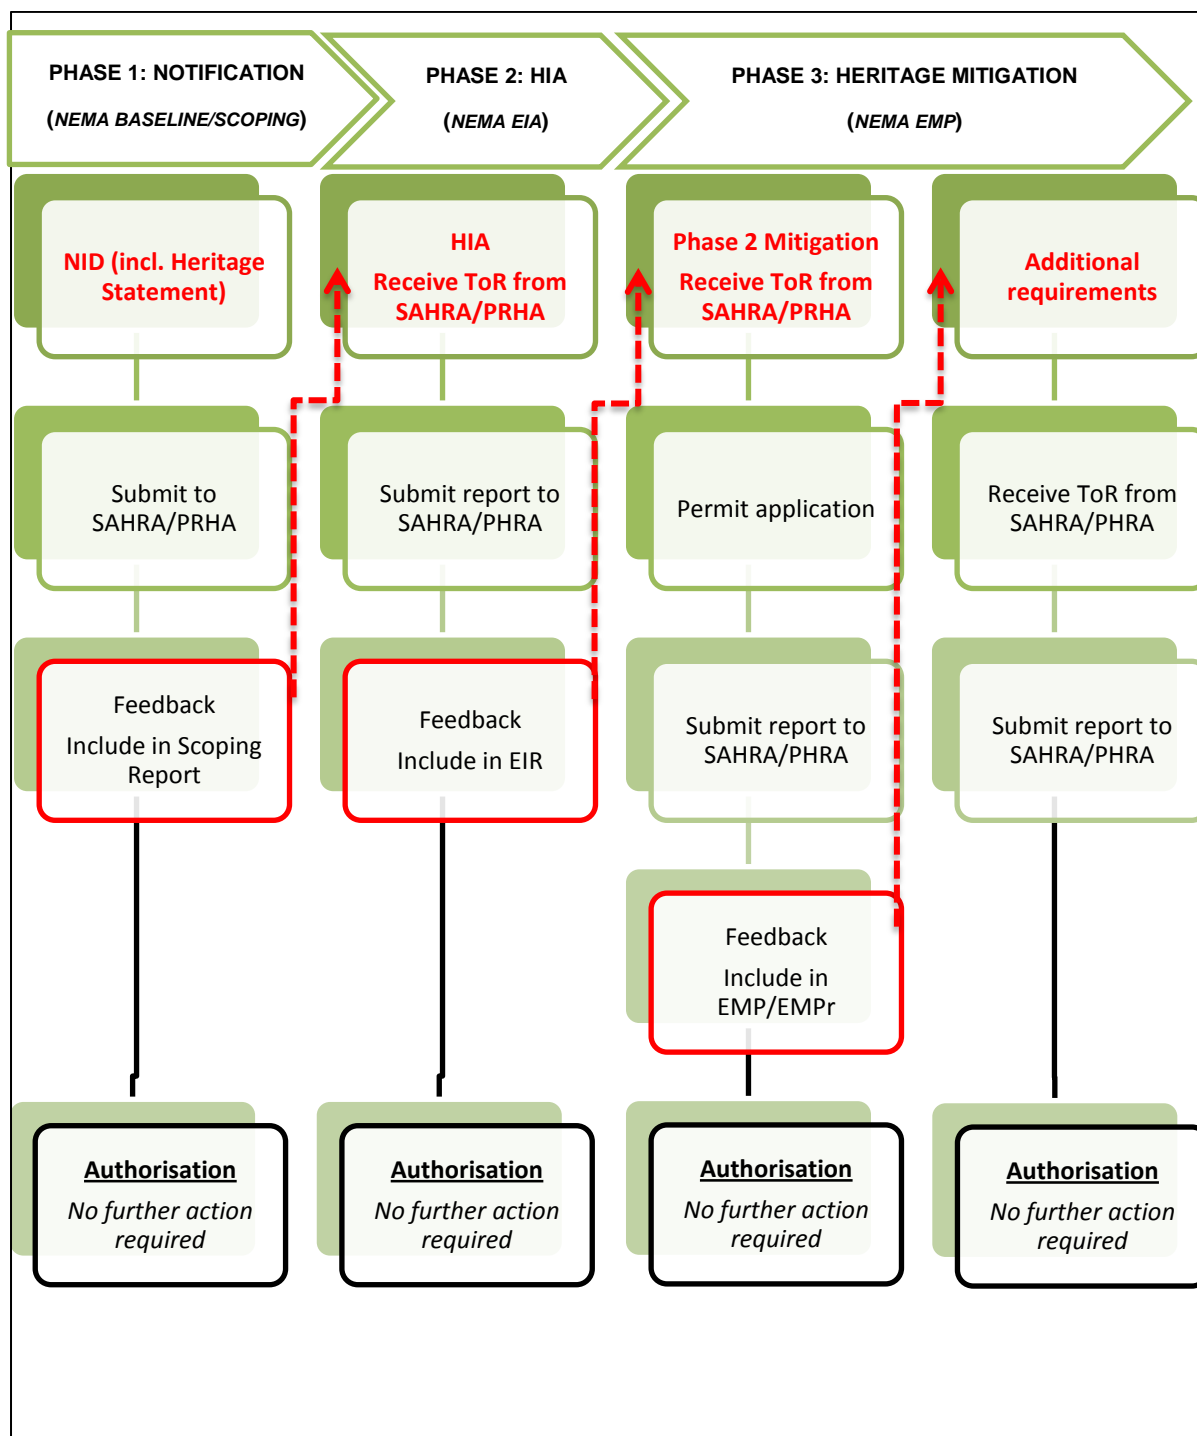 PHASE 1: NOTIFICATION
(NEMA BASELINE/SCOPING)
PHASE 2: HIA
(NEMA EIA)
PHASE 3: HERITAGE MITIGATION
(NEMA EMP)
NID (incl. Heritage
Statement)
Submit to
SAHRA/PRHA
Feedback
Include in Scoping
Report
Authorisation
No further action
required
HIA
Receive ToR from
SAHRA/PRHA
Submit report to
SAHRA/PHRA
Feedback
Include in EIR
Authorisation
No further action
required
Phase 2 Mitigation
Receive ToR from
SAHRA/PRHA
Permit application
Submit report to
SAHRA/PHRA
Feedback
Include in
EMP/EMPr
Authorisation
No further action
required
Additional
requirements
Receive ToR from
SAHRA/PHRA
Submit report to
SAHRA/PHRA
Authorisation
No further action
required